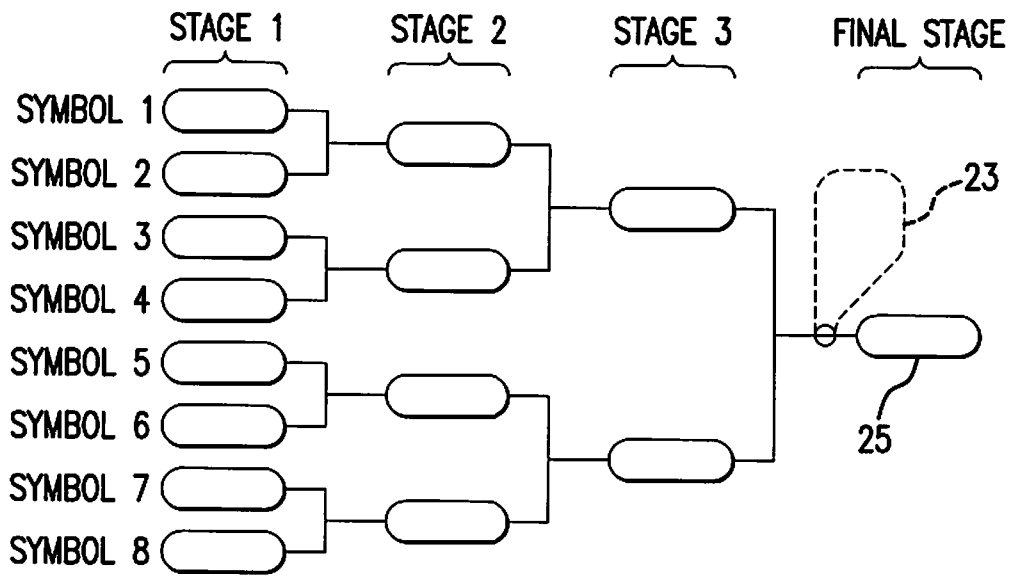 STAGE 1 STAGE 2 STAGE 3 FINAL STAGE
SYMBOL 1
SYMBOL 2
23
SYMBOL 3
SYMBOL 4
SYMBOL 5
SYMBOL 6
25
SYMBOL 7
SYMBOL 8